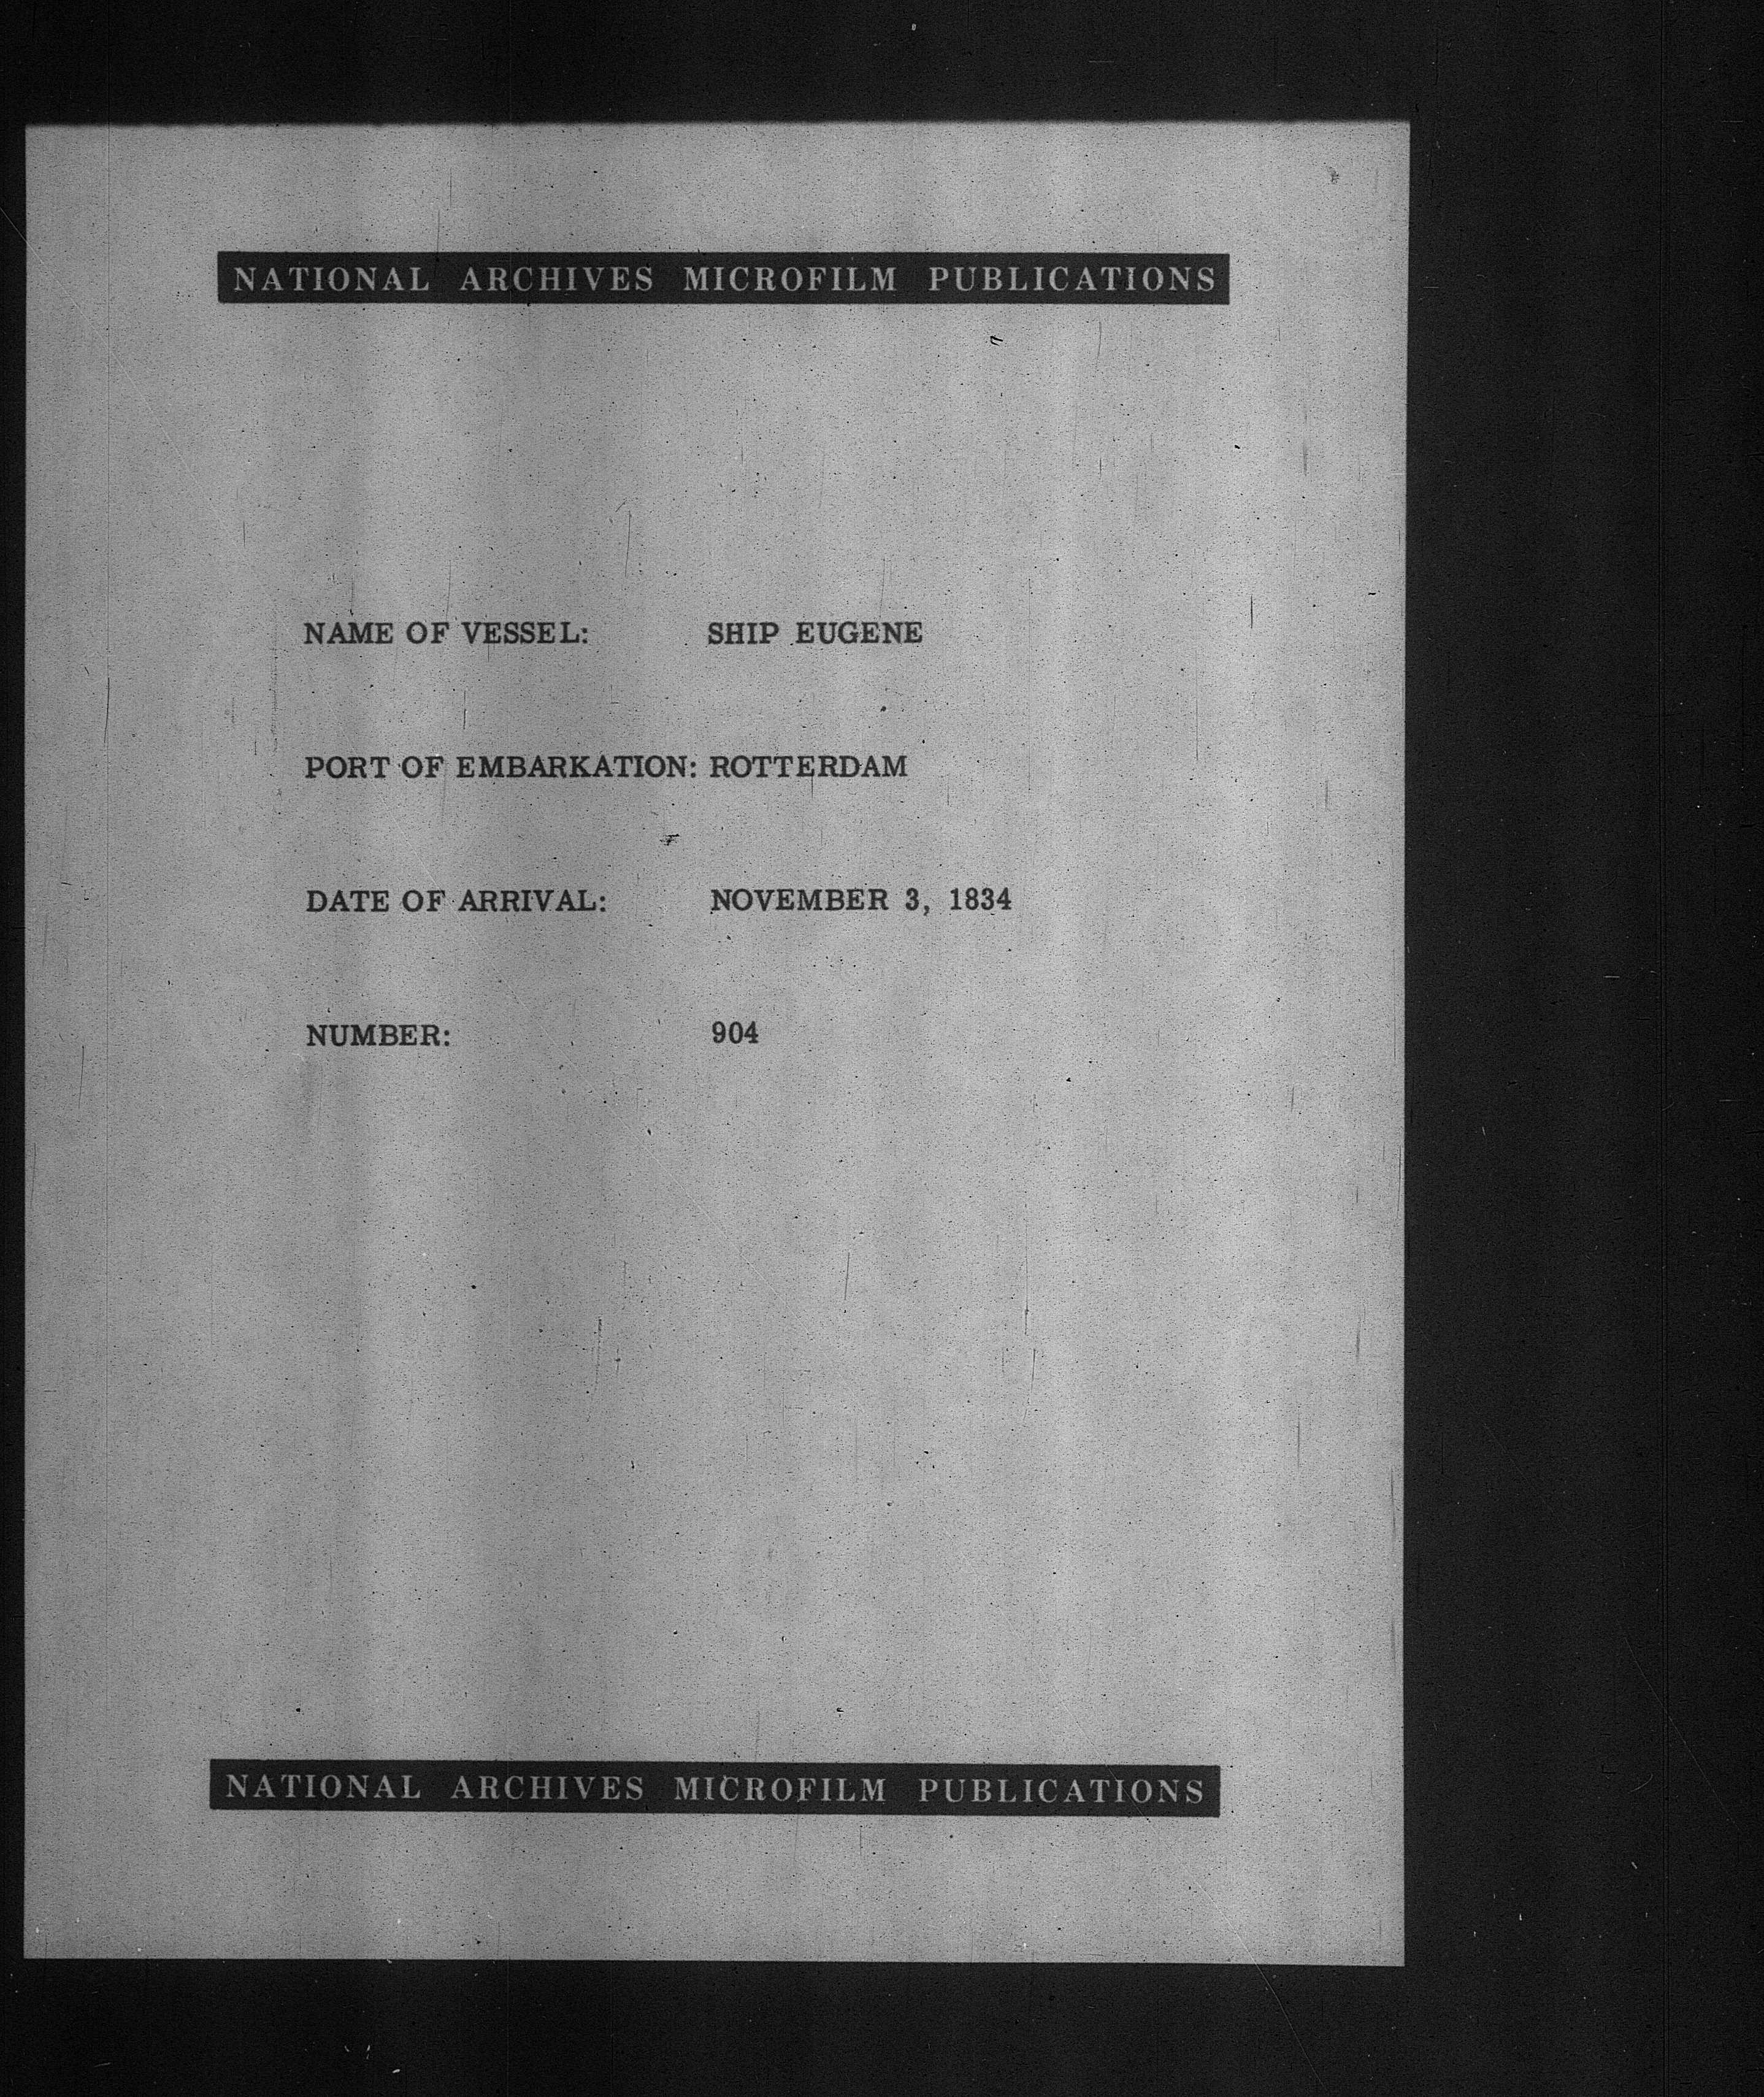 NATIONAL ARCHIVES MICROFILM PUBLICATIONS
NAME OF VESSEL: SHIP EUGENE
PORT OF EMBARKATION: ROTTERDAM
DATE OF ARRIVAL: NOVEMBER 3, 1834
NUMBER: 904
NATIONAL ARCHIVES MICROFILM PUBLICATIONS